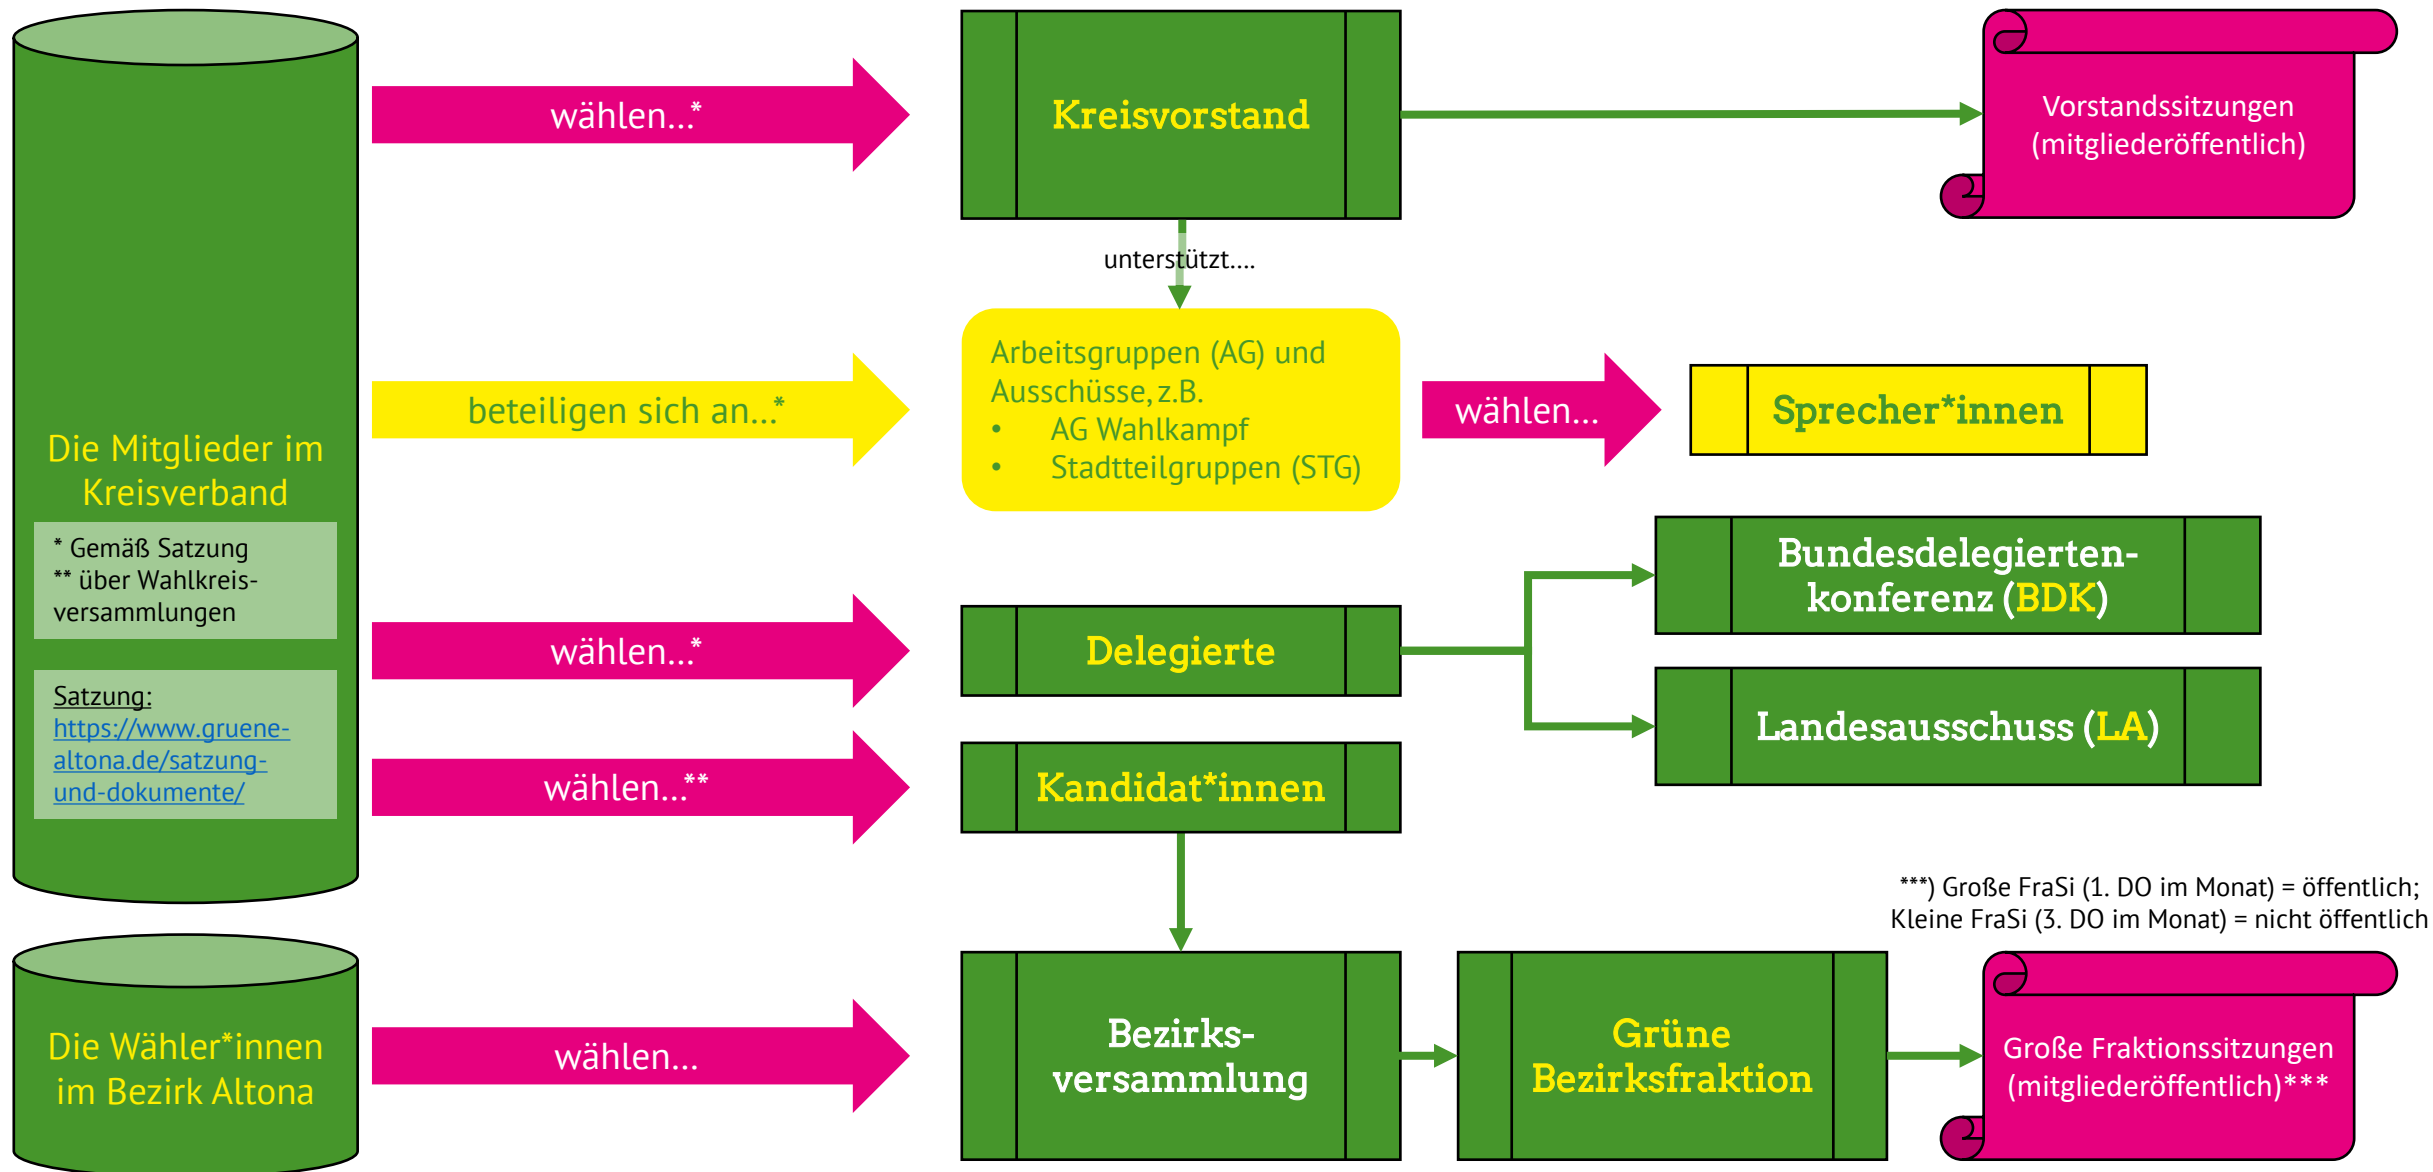 wählen...*
Kreisvorstand
Vorstandssitzungen
(mitgliederöffentlich)
unterstützt....
Die Mitglieder im
Kreisverband
* Gemäß Satzung
** über Wahlkreis-
versammlungen
Satzung:
https://www.gruene-
altona.de/satzung-
und-dokumente/
beteiligen sich an...*
Arbeitsgruppen (AG) und
Ausschüsse, z.B.
• AG Wahlkampf
• Stadtteilgruppen (STG)
wählen...
Sprecher*innen
wählen...*
Delegierte
Bundesdelegierten-
konferenz (BDK)
Landesausschuss (LA)
wählen...**
Kandidat*innen
***) Große FraSi (1. DO im Monat) = öffentlich;
Kleine FraSi (3. DO im Monat) = nicht öffentlich
Die Wähler*innen
im Bezirk Altona
wählen...
Bezirks-
versammlung
Grüne
Bezirksfraktion
Große Fraktionssitzungen
(mitgliederöffentlich)***